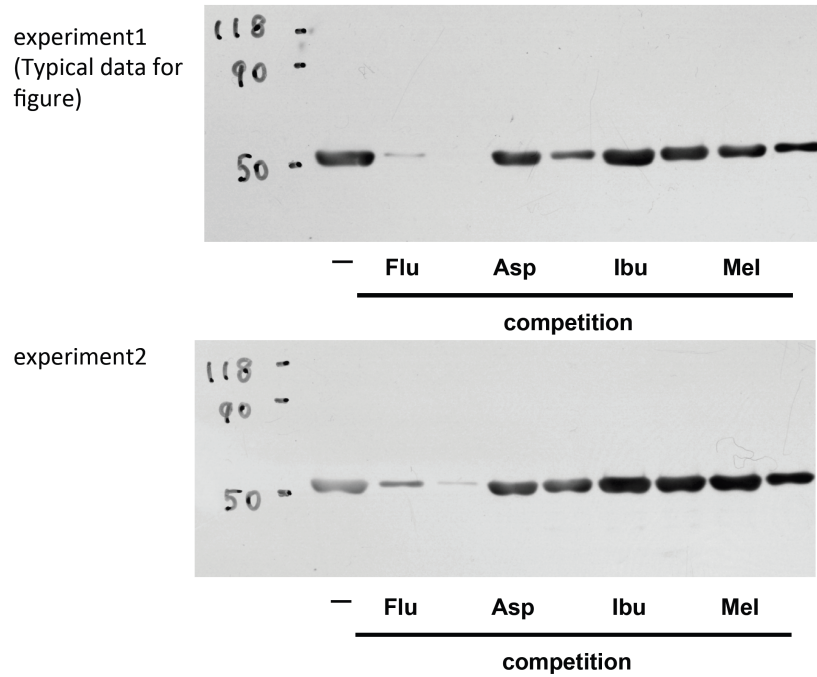 experiment1
(Typical data for
figure)
118
90
50
— Flu Asp Ibu Mel
competition
experiment2
118
90
50
— Flu Asp Ibu Mel
competition